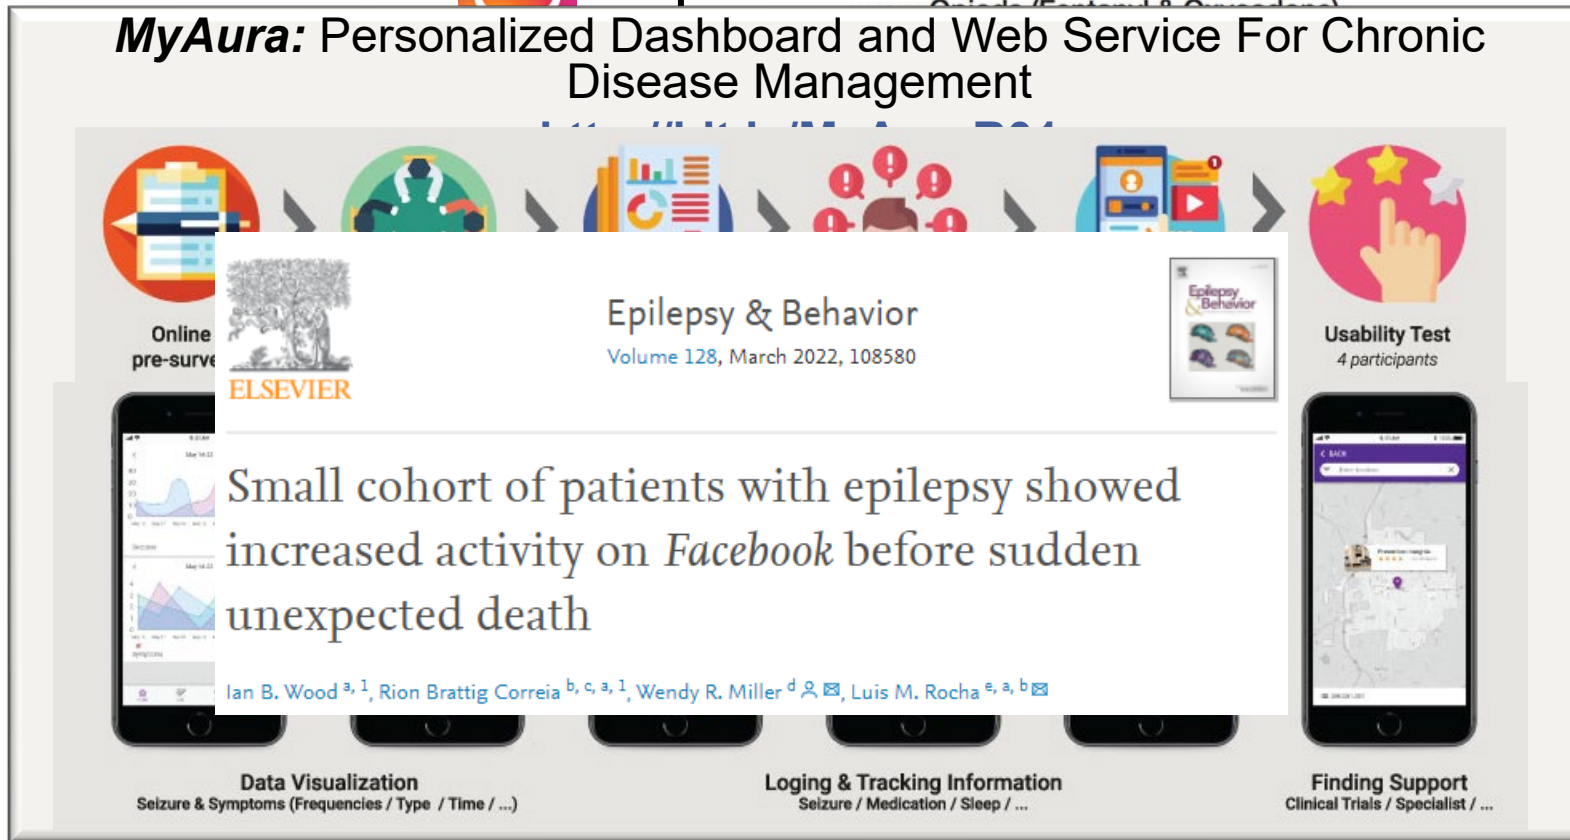 MyAura: Personalized Dashboard and Web Service For Chronic
Disease Management
Online
Epilepsy & Behavior
Volume 128, March 2022, 108580
ELSEVIER
Epilepsy
& Behavior
Usability Test
4 participants
Small cohort of patients with epilepsy showed
increased activity on Facebook before sudden
unexpected death
Ian B. Wood a, 1, Rion Brattig Correia b, c, a, 1, Wendy R. Miller d, Luis M. Rocha e, a, b
BACK
Data Visualization
Seizure & Symptoms (Frequencies / Type / Time / ...)
Loging & Tracking Information
Seizure / Medication / Sleep / ...
Finding Support
Clinical Trials / Specialist / ...